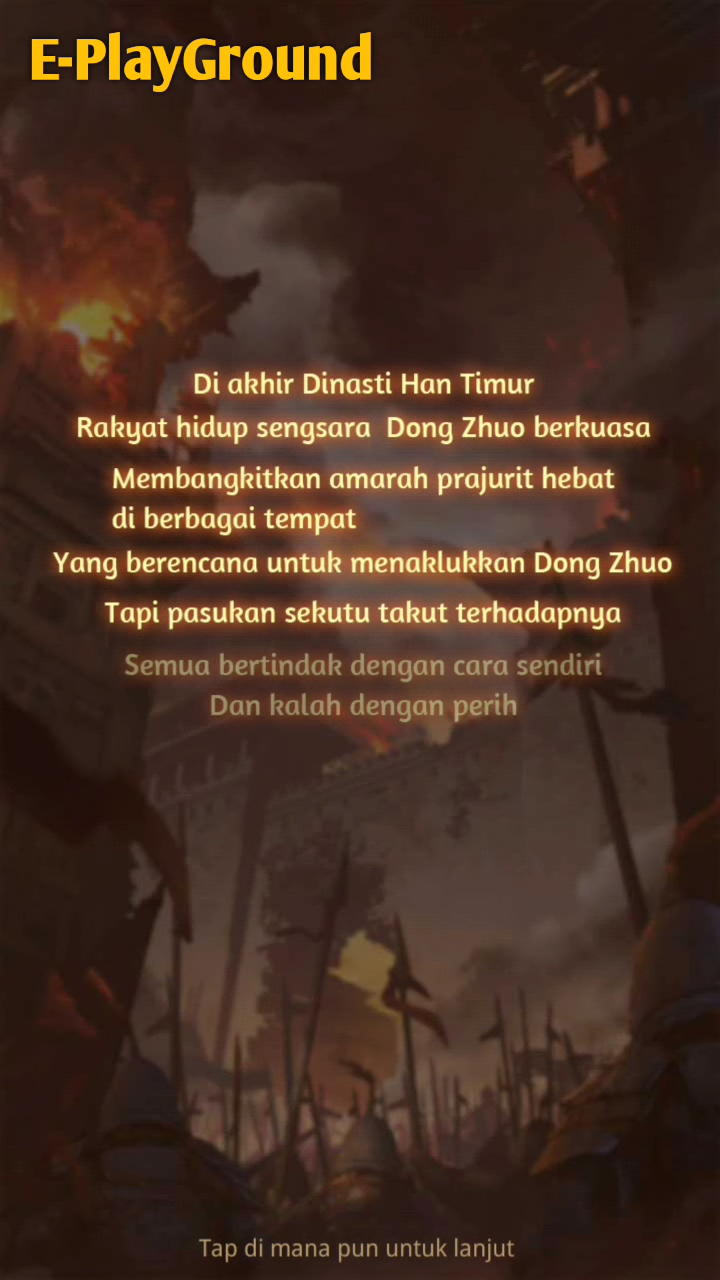 E-PlayGround
Di akhir Dinasti Han Timur
Rakyat hidup sengsara  Dong Zhuo berkuasa
Membangkitkan amarah prajurit hebat
di berbagai tempat
Yang berencana untuk menaklukkan Dong Zhuo
Tapi pasukan sekutu takut terhadapnya
Semua bertindak dengan cara sendiri
Dan kalah dengan perih
Tap di mana pun untuk lanjut